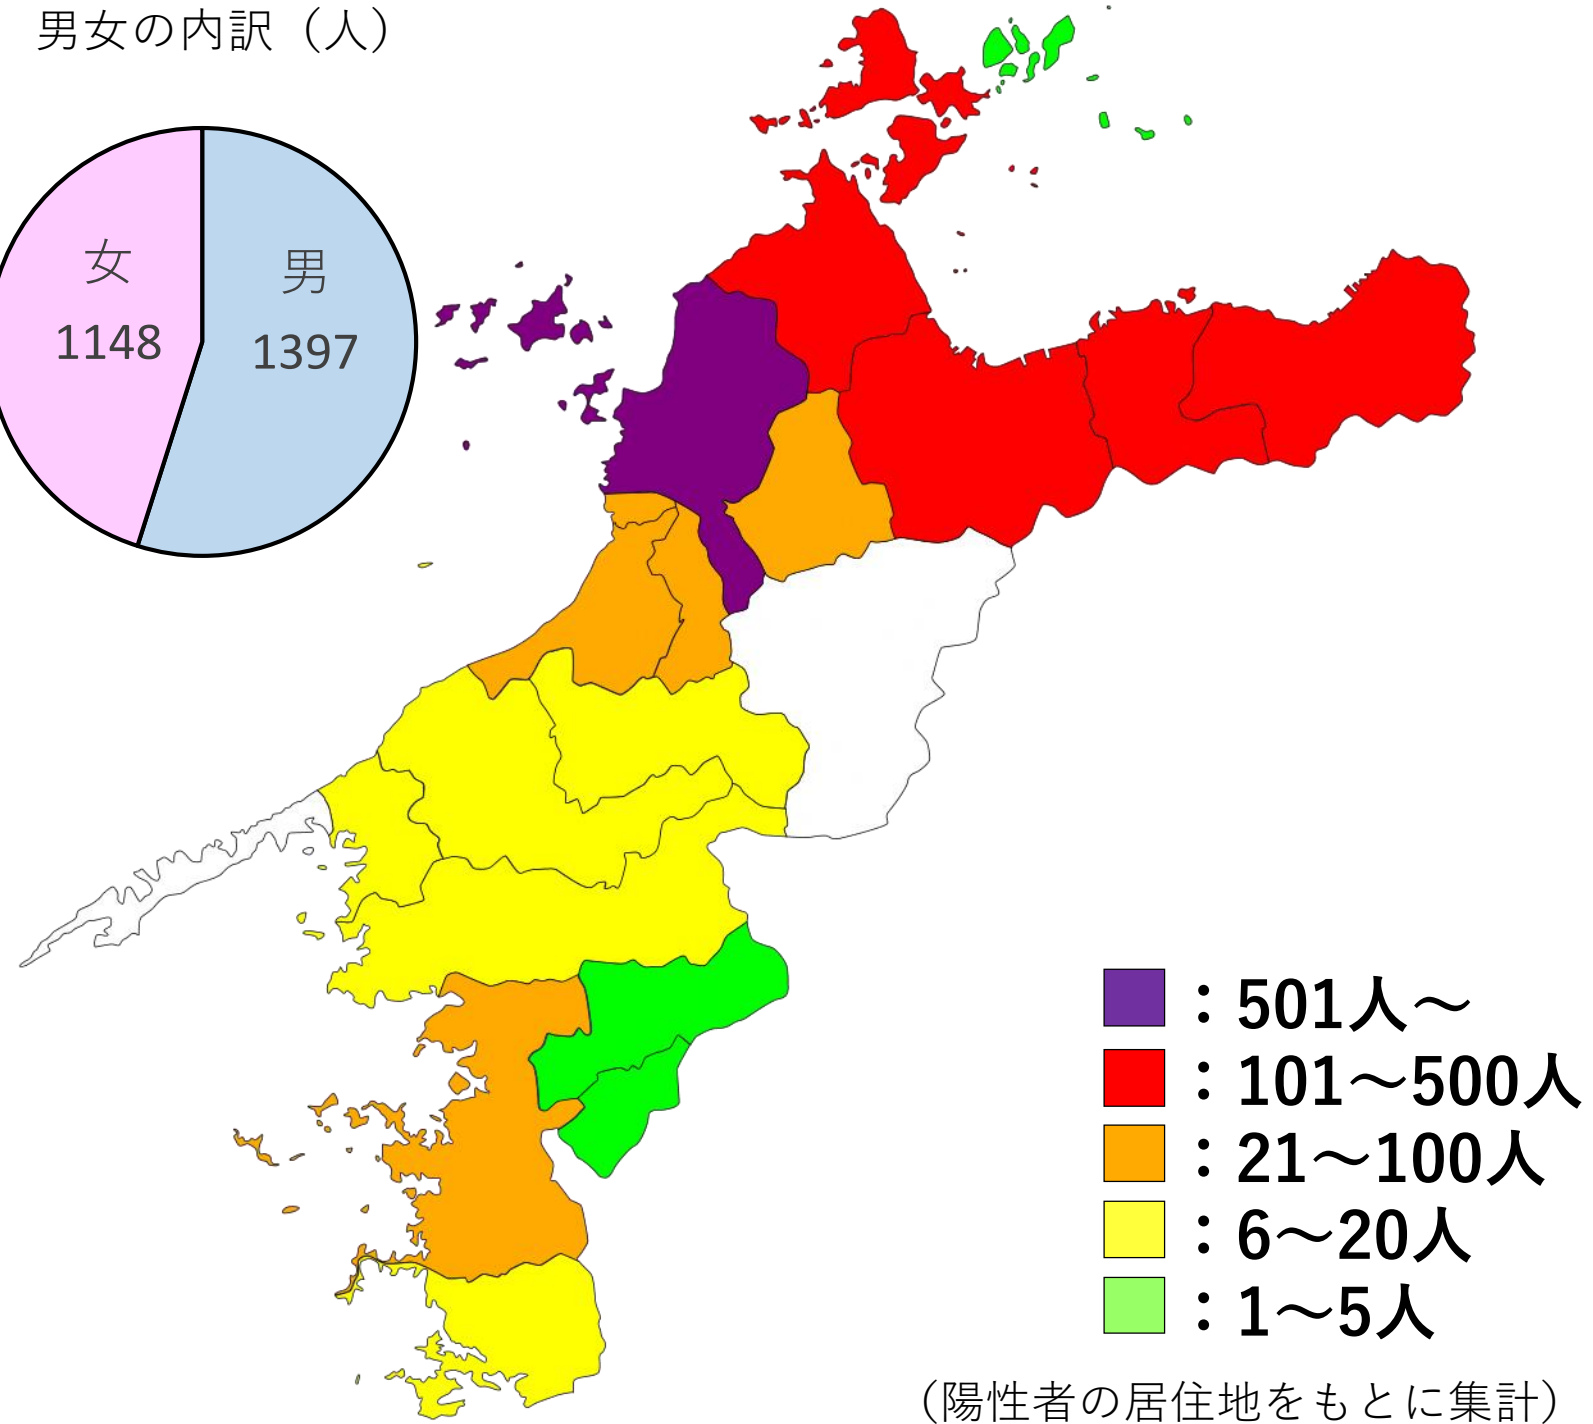 男女の内訳（人）
女
1148
男
1397
：501人～
：101～500人
：21～100人
：6～20人
：1～5人
（陽性者の居住地をもとに集計）